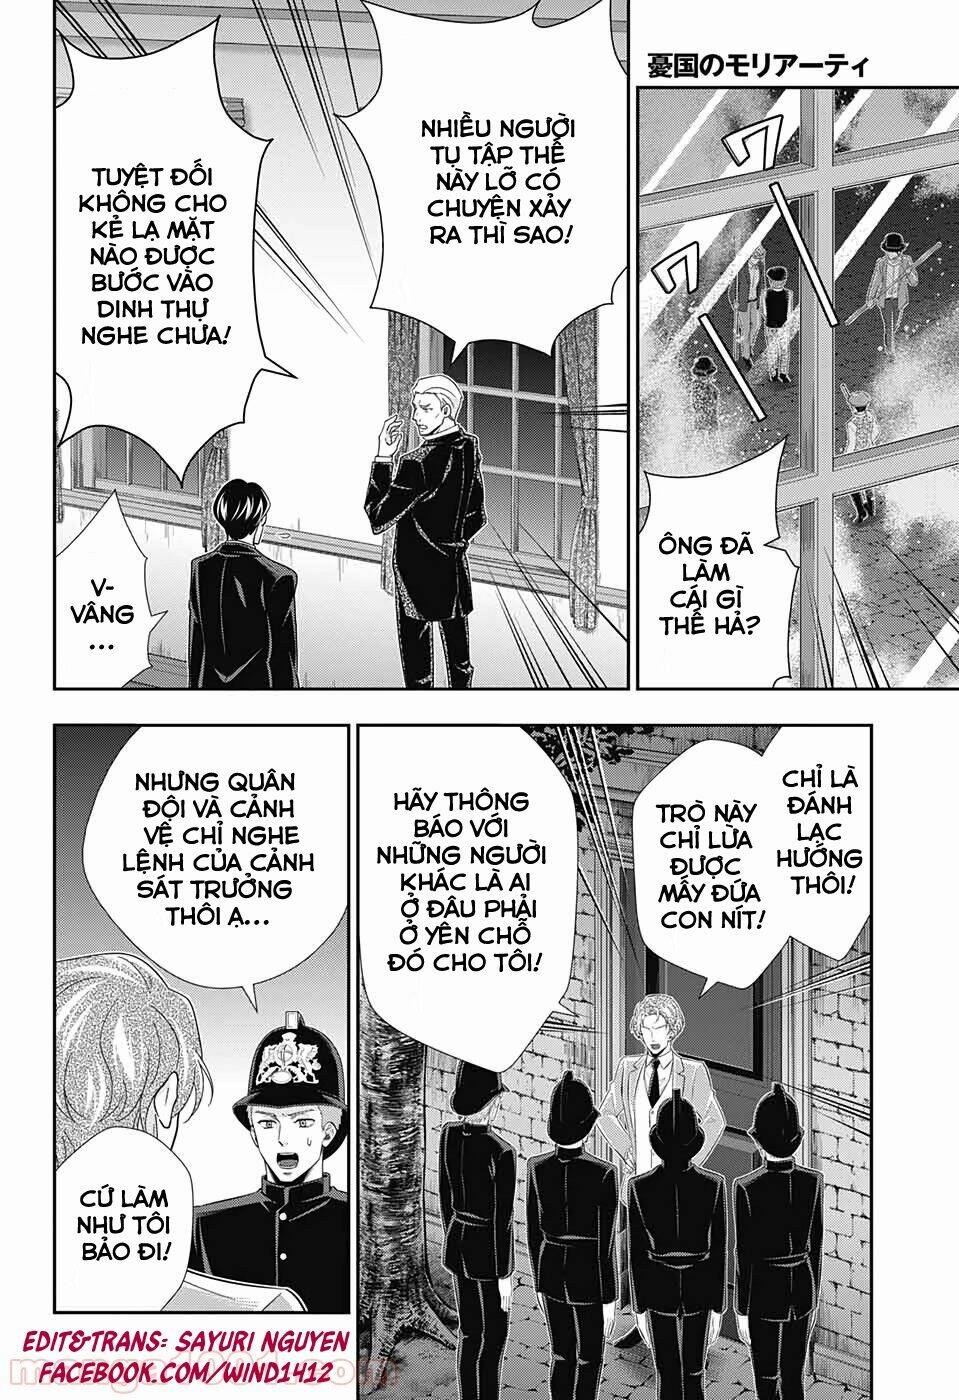 憂国のモリアーティ
ワ
ワ
ワ
ÔNG ĐÃ
LÀM
CÁI GÌ
THẾ HẢ?
NHIỀU NGƯỜI
TỤ TẬP THẾ
NÀY LỠ CÓ
CHUYỆN XẢY
RA THÌ SAO!
TUYỆT ĐỐI
KHÔNG CHO
KẺ LẠ MẶT
NÀO ĐƯỢC
BƯỚC VÀO
DINH THỰ
NGHE CHƯA!
V-
VÂNG
...
CHỈ LÀ
ĐÁNH
LẠC
HƯỚNG
THÔI!
TRÒ NÀY
CHỈ LỪA
ĐƯỢC
MẤY ĐỨA
CON NÍT!
HÃY THÔNG
BÁO VỚI
NHỮNG NGƯỜI
KHÁC LÀ AI
Ở ĐÂU PHẢI
Ở YÊN CHỖ
ĐÓ CHO TÔI!
NHƯNG QUÂN
ĐỘI VÀ CẢNH
VỆ CHỈ NGHE
LỆNH CỦA CẢNH
SÁT TRƯỞNG
THÔI Ạ...
CỨ LÀM
NHƯ TÔI
BẢO ĐI!
EDIT&TRANS: SAYURI NGUYEN
FACEBOOK.COM/WIND1412